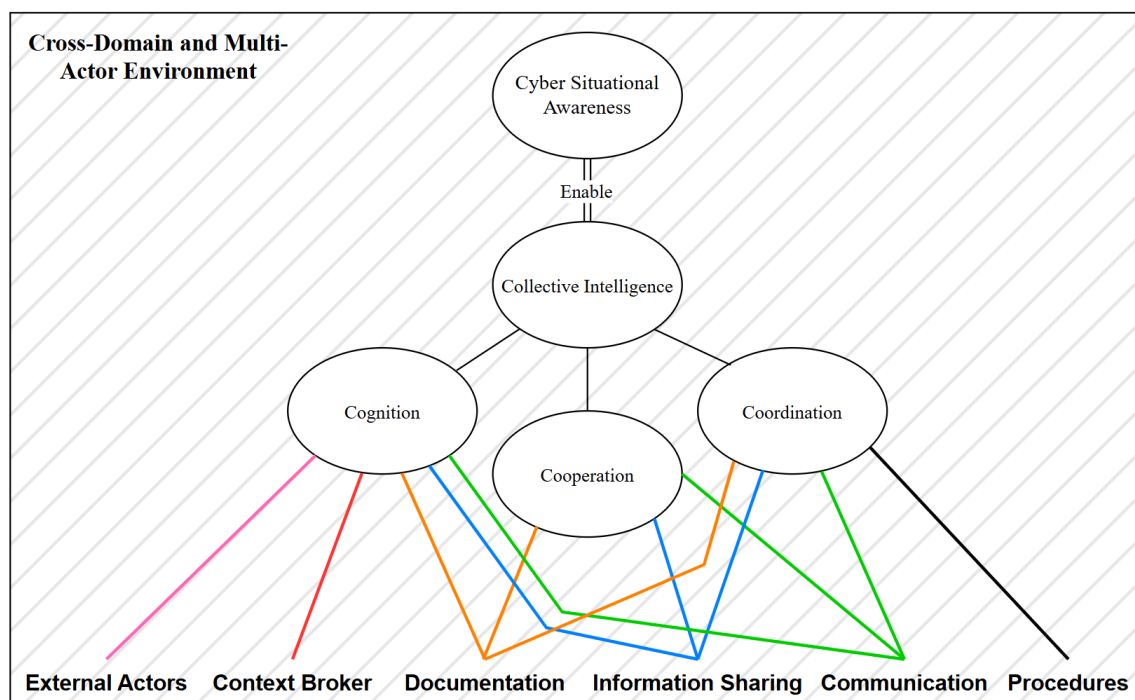 Cross-Domain and Multi-
Actor Environment
Cyber Situational
Awareness
Enable
Collective Intelligence
Cognition
Coordination
Cooperation
External Actors
Context Broker
Documentation
Information Sharing
Communication
Procedures